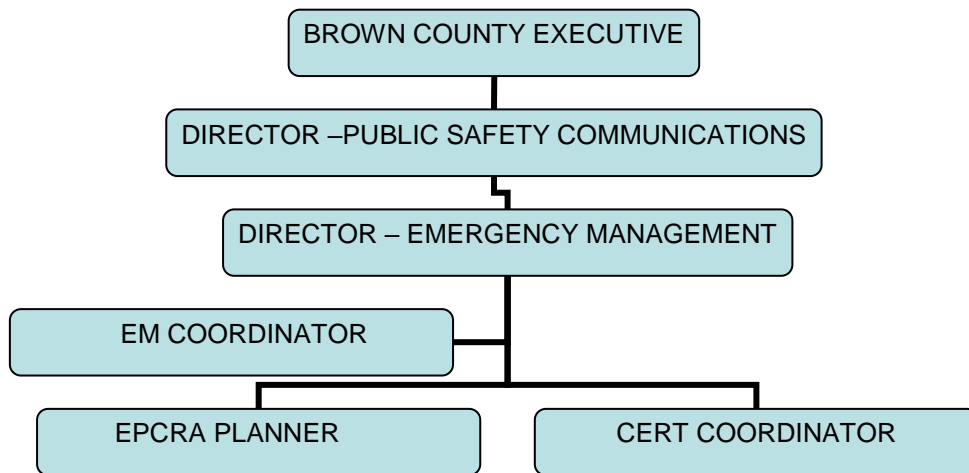 BROWN COUNTY EXECUTIVE
DIRECTOR –PUBLIC SAFETY COMMUNICATIONS
DIRECTOR – EMERGENCY MANAGEMENT
EM COORDINATOR
EPCRA PLANNER
CERT COORDINATOR